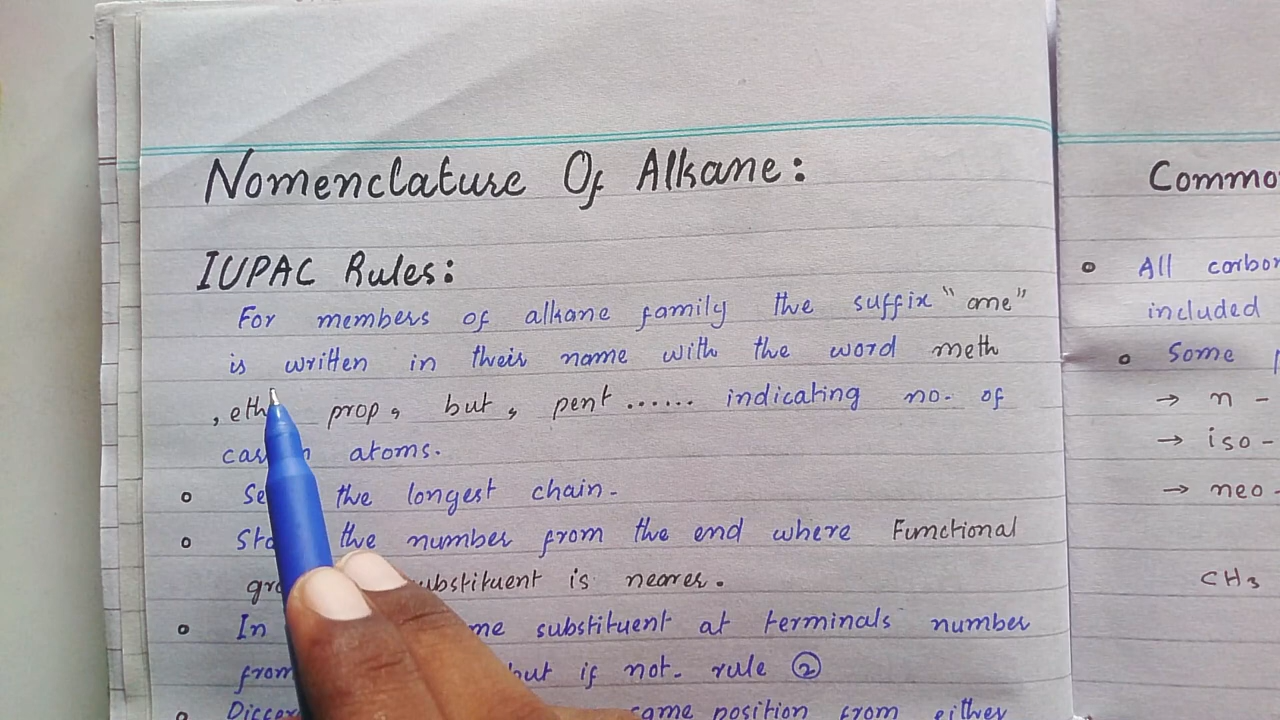 Nomenclature Of Alkane:
IUPAC Rules:
For members of alkane family the suffix "ane"
is written in their name with the word meth
, eth prop, but, pent ...... indicating no. of
atoms.
the longest chain.
the number from the end where Functional
substituent is nearer.
In substituent at terminals number
from but if not. rule ②
same position from either
Commo
All carbon
included
Some
→ n -
→ iso -
→ neo -
CH3